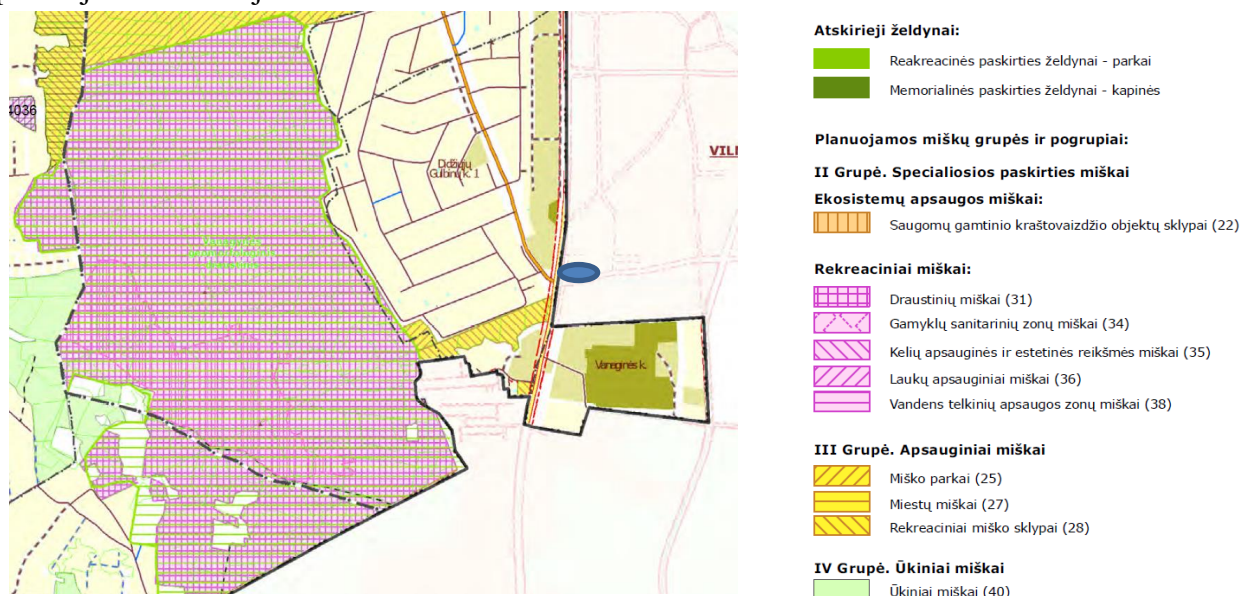 4036
Didžiųjų
Gulbinų k. 1
VILN
Vanaginės k.
Atskirieji želdynai:
Reakreacinės paskirties želdynai - parkai
Memorialinės paskirties želdynai - kapinės
Planuojamos miškų grupės ir pogrupiai:
II Grupė. Specialiosios paskirties miškai
Ekosistemų apsaugos miškai:
Saugomų gamtinio kraštovaizdžio objektų sklypai (22)
Rekreaciniai miškai:
Draustinių miškai (31)
Gamyklų sanitarinių zonų miškai (34)
Kelių apsauginės ir estetinės reikšmės miškai (35)
Laukų apsauginiai miškai (36)
Vandens telkinių apsaugos zonų miškai (38)
III Grupė. Apsauginiai miškai
Miško parkai (25)
Miestų miškai (27)
Rekreaciniai miško sklypai (28)
IV Grupė. Ūkiniai miškai
Ūkiniai miškai (40)